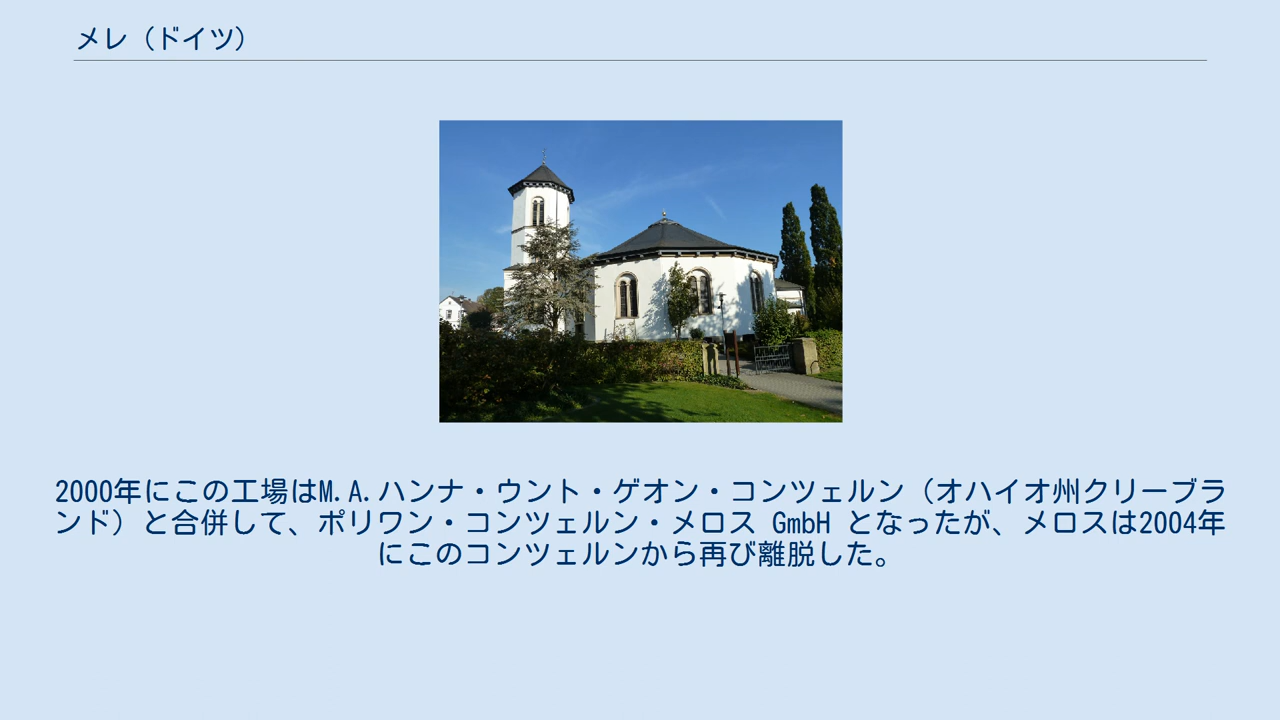 メレ（ドイツ）
2000年にこの工場はM.A.ハンナ・ウント・ゲオン・コンツェルン（オハイオ州クリーブラ
ンド）と合併して、ポリワン・コンツェルン・メロス GmbH となったが、メロスは2004年
にこのコンツェルンから再び離脱した。